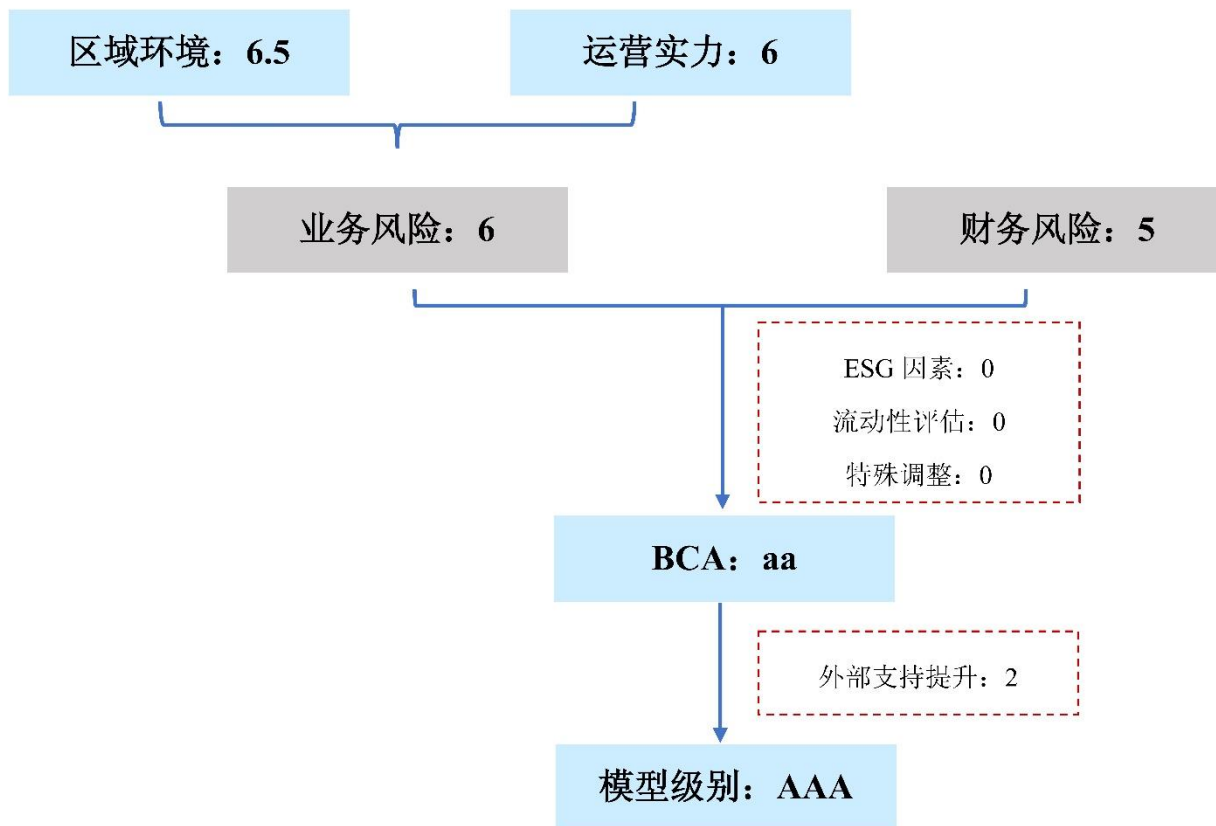 区域环境：6.5
运营实力：6
业务风险：6
财务风险：5
ESG 因素：0
流动性评估：0
特殊调整：0
BCA：aa
外部支持提升：2
模型级别：AAA